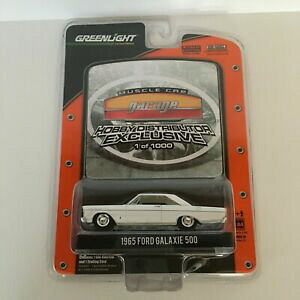 GREENLIGHT
MUSCLE CAR
garage
HOBBY DISTRIBUTOR
EXCLUSIVE
1 of 1000
1965 FORD GALAXIE 500